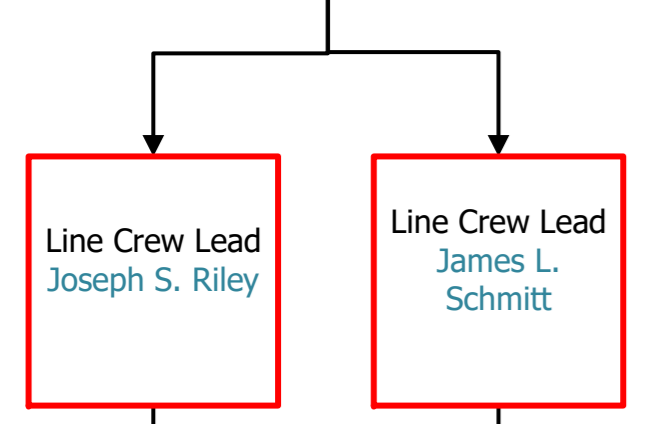 Line Crew Lead
Joseph S. Riley
Line Crew Lead
James L.
Schmitt